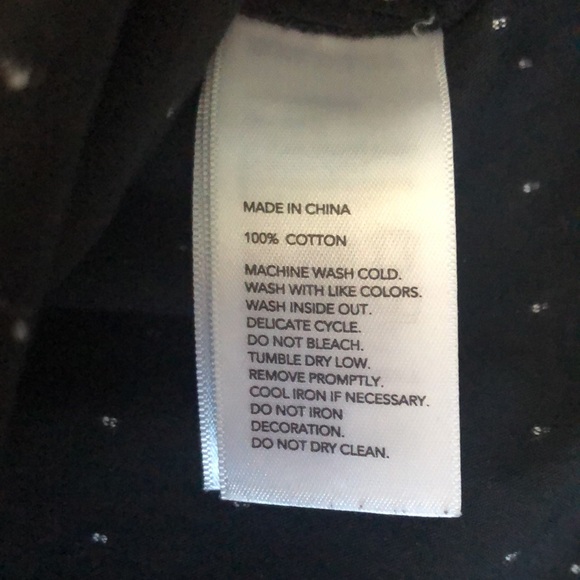 MADE IN CHINA
100% COTTON
MACHINE WASH COLD.
WASH WITH LIKE COLORS.
WASH INSIDE OUT.
DELICATE CYCLE.
DO NOT BLEACH.
TUMBLE DRY LOW.
REMOVE PROMPTLY.
COOL IRON IF NECESSARY.
DO NOT IRON
DECORATION.
DO NOT DRY CLEAN.